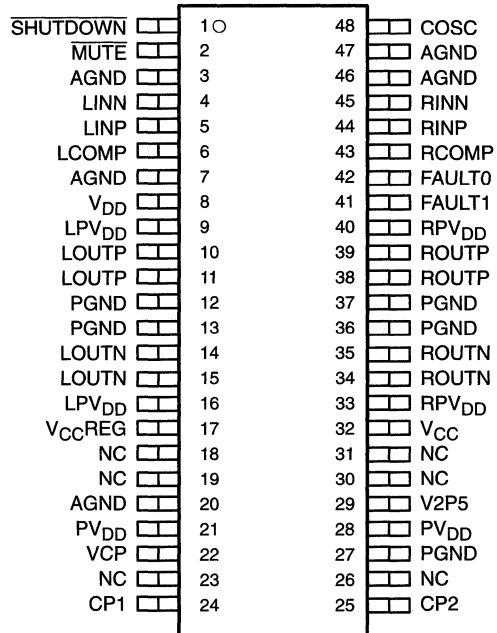 SHUTDOWN 1 48 COSC
MUTE 2 47 AGND
AGND 3 46 AGND
LINN 4 45 RINN
LINP 5 44 RINP
LCOMP 6 43 RCOMP
AGND 7 42 FAULT0
VDD 8 41 FAULT1
LPVDD 9 40 RPVDD
LOUTP 10 39 ROUTP
LOUTP 11 38 ROUTP
PGND 12 37 PGND
PGND 13 36 PGND
LOUTN 14 35 ROUTN
LOUTN 15 34 ROUTN
LPVDD 16 33 RPVDD
VCCREG 17 32 VCC
NC 18 31 NC
NC 19 30 NC
AGND 20 29 V2P5
PVDD 21 28 PVDD
VCP 22 27 PGND
NC 23 26 NC
CP1 24 25 CP2